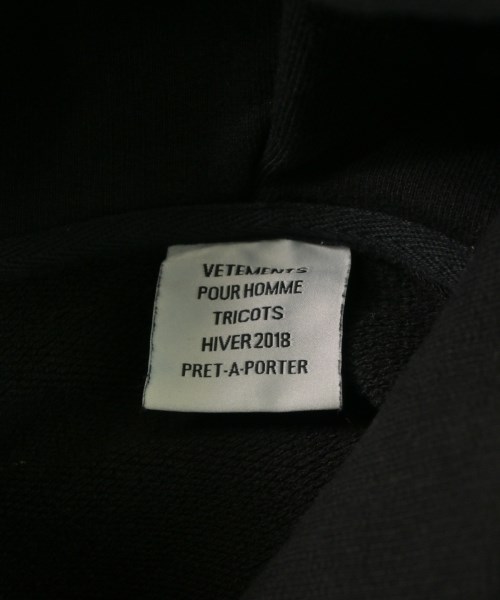 VETEMENTS
POUR HOMME
TRICOTS
HIVER 2018
PRET-A-PORTER